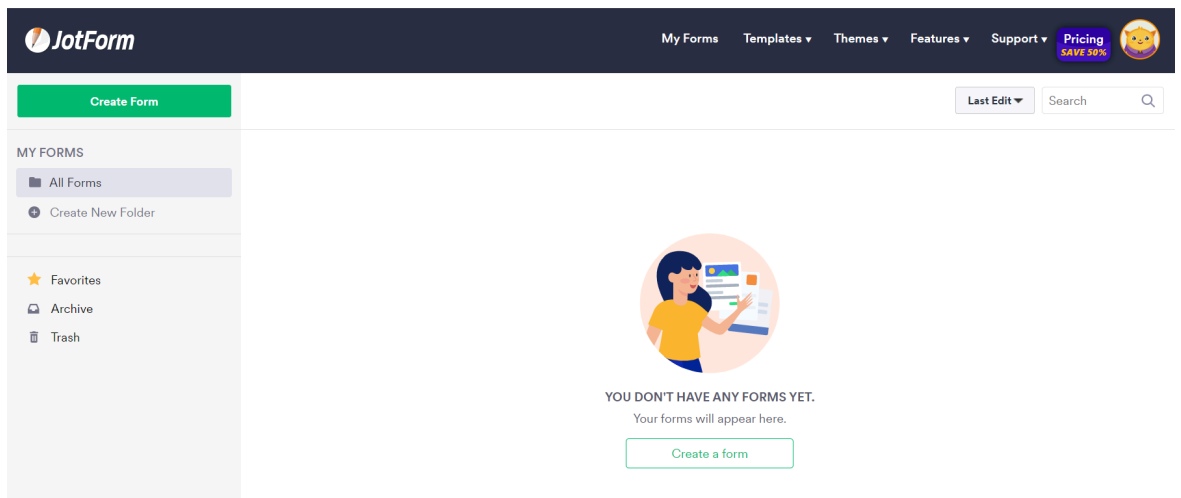 JotForm
My Forms
Templates ▾
Themes ▾
Features ▾
Support ▾
Pricing
SAVE 50%
Create Form
Last Edit ▾
Search
MY FORMS
All Forms
Create New Folder
Favorites
Archive
Trash
YOU DON'T HAVE ANY FORMS YET.
Your forms will appear here.
Create a form